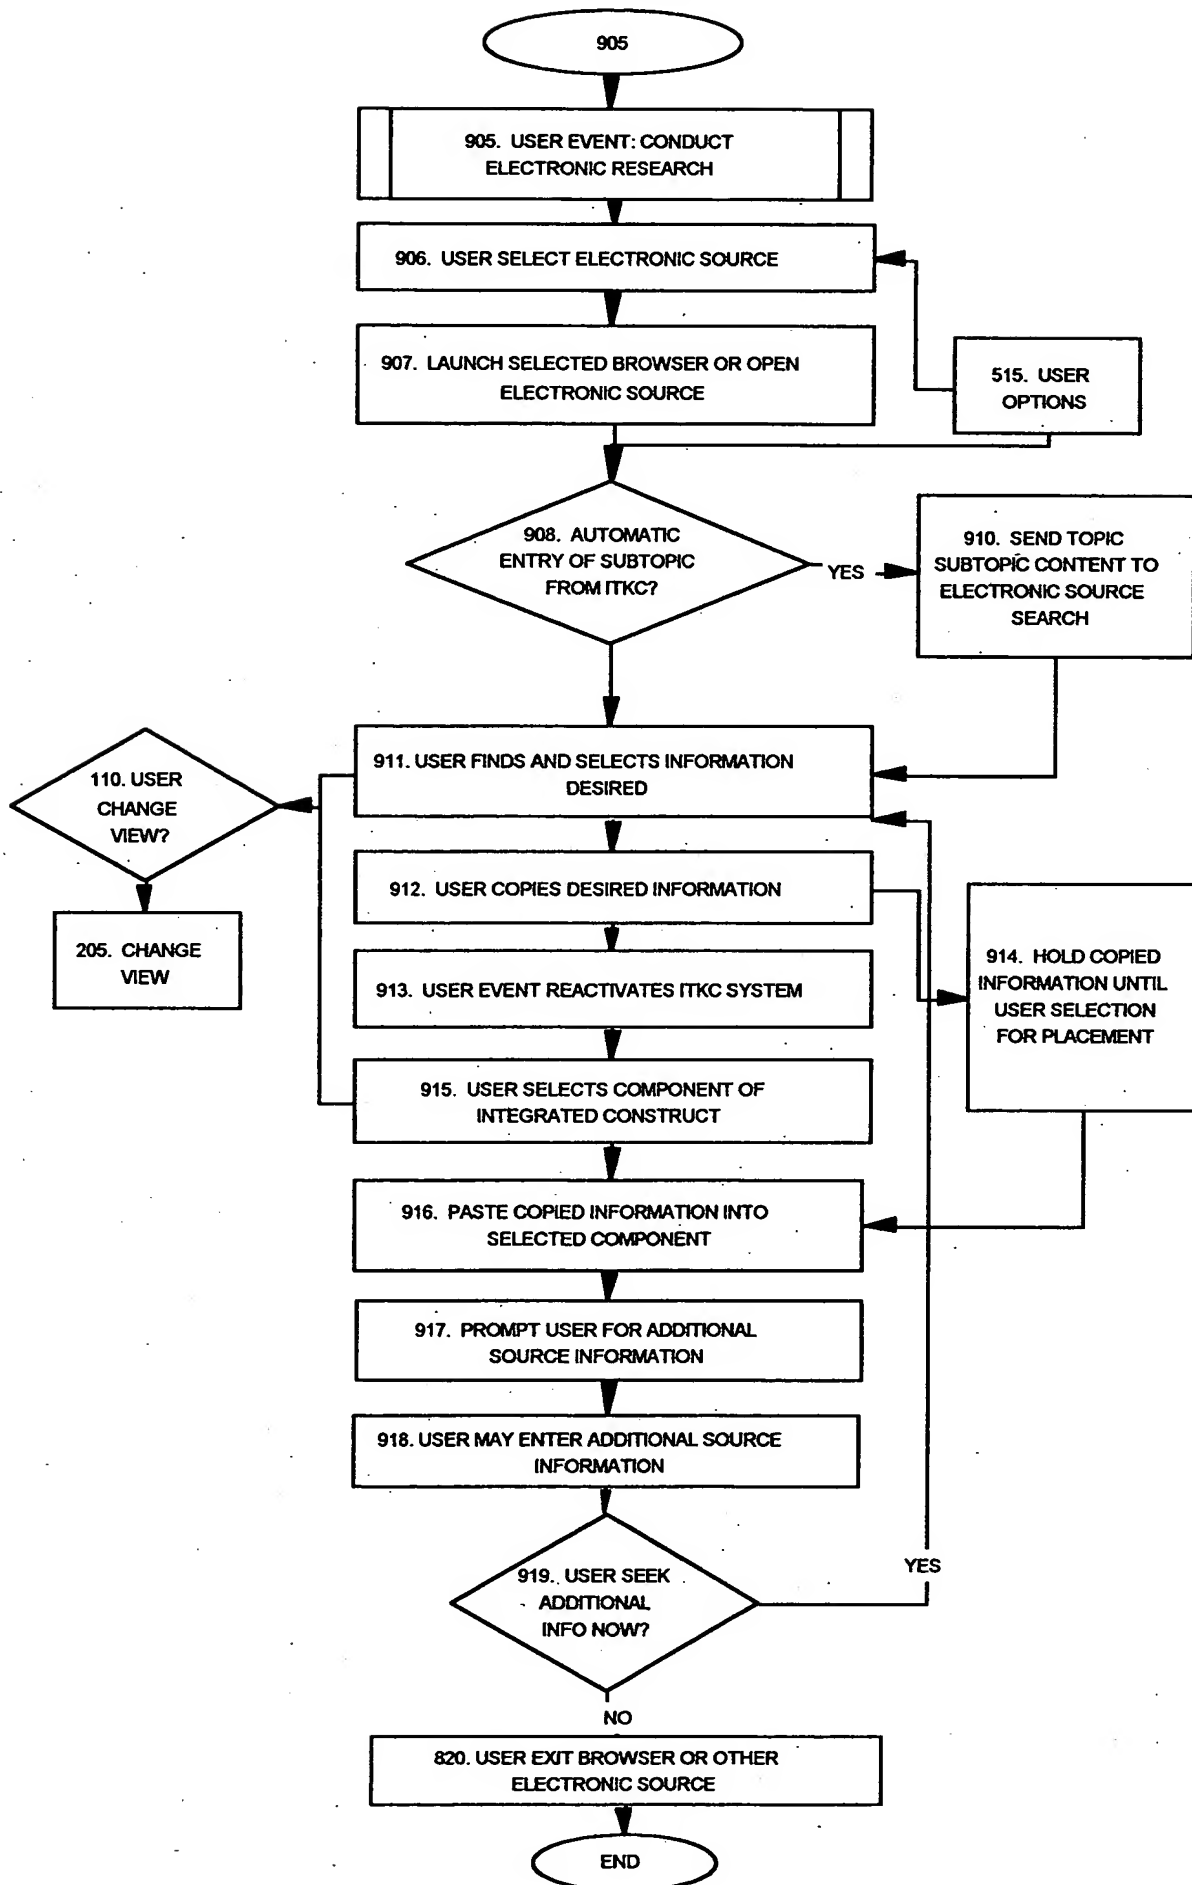 905
905. USER EVENT: CONDUCT
ELECTRONIC RESEARCH
906. USER SELECT ELECTRONIC SOURCE
907. LAUNCH SELECTED BROWSER OR OPEN
ELECTRONIC SOURCE
515. USER
OPTIONS
908. AUTOMATIC
ENTRY OF SUBTOPIC
FROM ITKC?
YES
910. SEND TOPIC
SUBTOPIC CONTENT TO
ELECTRONIC SOURCE
SEARCH
911. USER FINDS AND SELECTS INFORMATION
DESIRED
110. USER
CHANGE
VIEW?
205. CHANGE
VIEW
912. USER COPIES DESIRED INFORMATION
913. USER EVENT REACTIVATES ITKC SYSTEM
914. HOLD COPIED
INFORMATION UNTIL
USER SELECTION
FOR PLACEMENT
915. USER SELECTS COMPONENT OF
INTEGRATED CONSTRUCT
916. PASTE COPIED INFORMATION INTO
SELECTED COMPONENT
917. PROMPT USER FOR ADDITIONAL
SOURCE INFORMATION
918. USER MAY ENTER ADDITIONAL SOURCE
INFORMATION
919. USER SEEK
ADDITIONAL
INFO NOW?
YES
NO
820. USER EXIT BROWSER OR OTHER
ELECTRONIC SOURCE
END